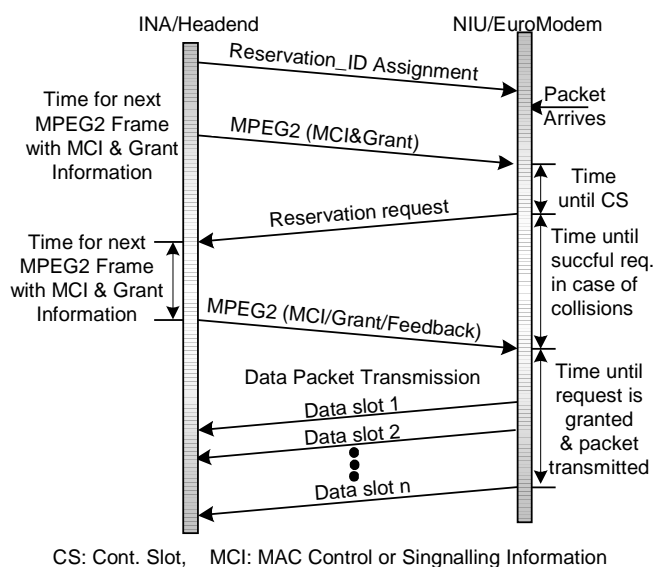 INA/Headend
NIU/EuroModem
Reservation_ID Assignment
Packet
Arrives
Time for next
MPEG2 Frame
with MCI & Grant
Information
MPEG2 (MCI&Grant)
Time
until CS
Reservation request
Time for next
MPEG2 Frame
with MCI & Grant
Information
Time until
succful req.
in case of
collisions
MPEG2 (MCI/Grant/Feedback)
Data Packet Transmission
Time until
request is
granted
& packet
transmitted
Data slot 1
Data slot 2
Data slot n
CS: Cont. Slot, MCI: MAC Control or Singnalling Information